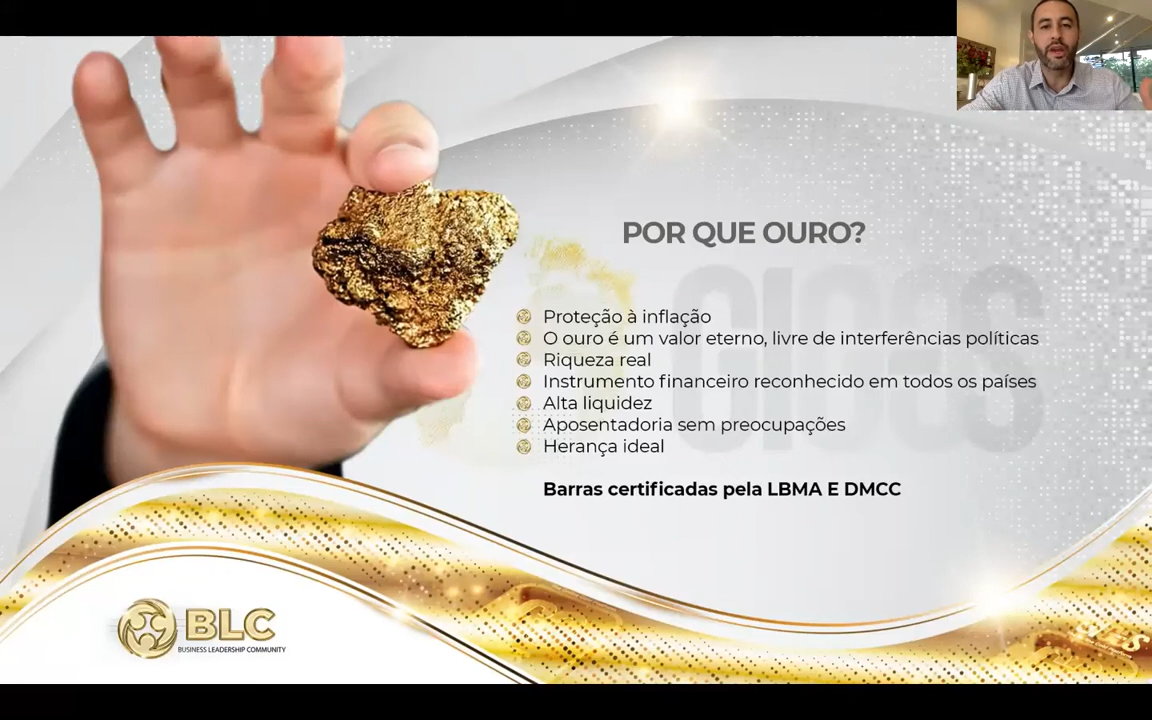 POR QUE OURO?
Proteção à inflação
O ouro é um valor eterno, livre de interferências políticas
Riqueza real
Instrumento financeiro reconhecido em todos os países
Alta liquidez
Aposentadoria sem preocupações
Herança ideal
Barras certificadas pela LBMA E DMCC
BLC
BUSINESS LEADERSHIP COMMUNITY